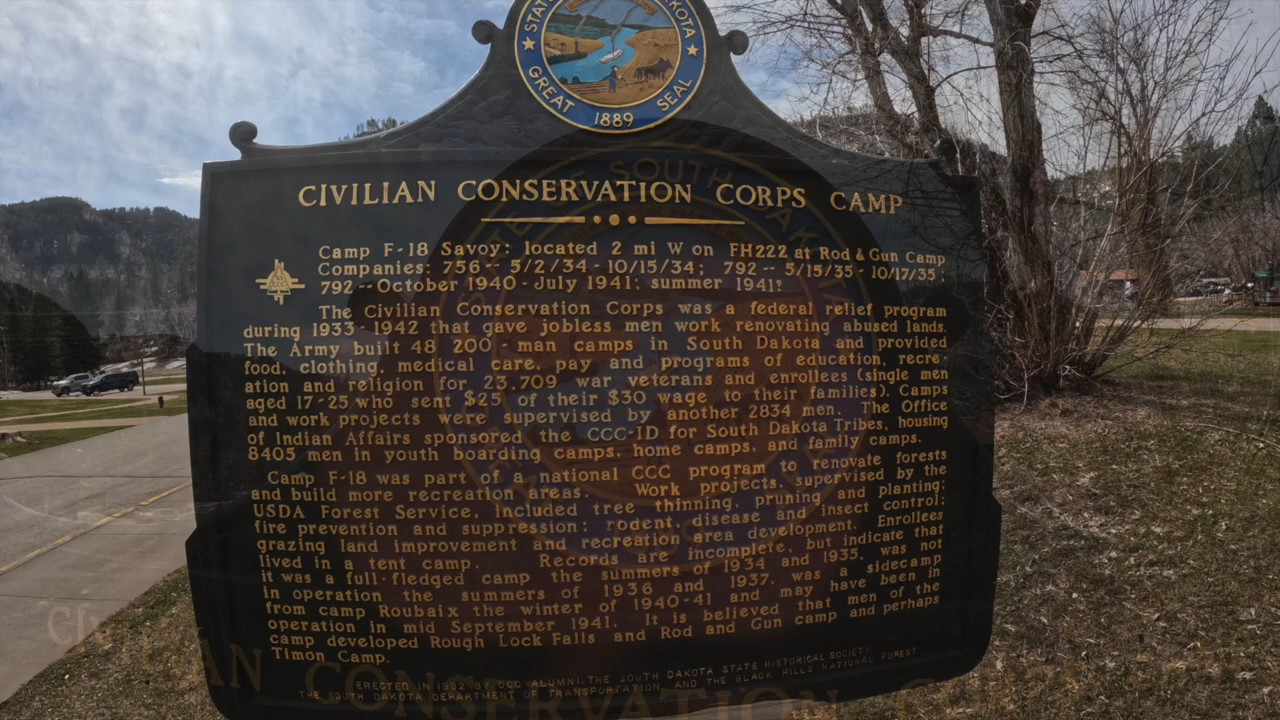 STATE OF SOUTH DAKOTA
GREAT SEAL
1889
CIVILIAN CONSERVATION CORPS CAMP
Camp F-18 Savoy: located 2 mi W on FH222 at Rod & Gun Camp
Companies: 756 - 5/2/34 - 10/15/34; 792 -- 5/15/35 - 10/17/35;
792 -- October 1940 - July 1941; summer 1941?
The Civilian Conservation Corps was a federal relief program
during 1933-1942 that gave jobless men work renovating abused lands.
The Army built 48 200-man camps in South Dakota and provided
food, clothing, medical care, pay and programs of education, recre-
ation and religion for 23,709 war veterans and enrollees (single men
aged 17-25 who sent $25 of their $30 wage to their families). Camps
and work projects were supervised by another 2834 men. The Office
of Indian Affairs sponsored the CCC-ID for South Dakota Tribes, housing
8405 men in youth boarding camps, home camps, and family camps.
Camp F-18 was part of a national CCC program to renovate forests
and build more recreation areas. Work projects, supervised by the
USDA Forest Service, included tree thinning, pruning and planting;
fire prevention and suppression; rodent, disease and insect control;
grazing land improvement and recreation area development. Enrollees
lived in a tent camp. Records are incomplete, but indicate that
it was a full-fledged camp the summers of 1934 and 1935, was not
in operation the summers of 1936 and 1937, was a sidecamp
from camp Roubaix the winter of 1940-41 and may have been in
operation in mid September 1941. It is believed that men of the
camp developed Rough Lock Falls and Rod and Gun camp and perhaps
Timon Camp.
ERECTED IN 1992 BY CCC ALUMNI, THE SOUTH DAKOTA STATE HISTORICAL SOCIETY,
THE SOUTH DAKOTA DEPARTMENT OF TRANSPORTATION, AND THE BLACK HILLS NATIONAL FOREST
CIVILIAN CONSERVATION